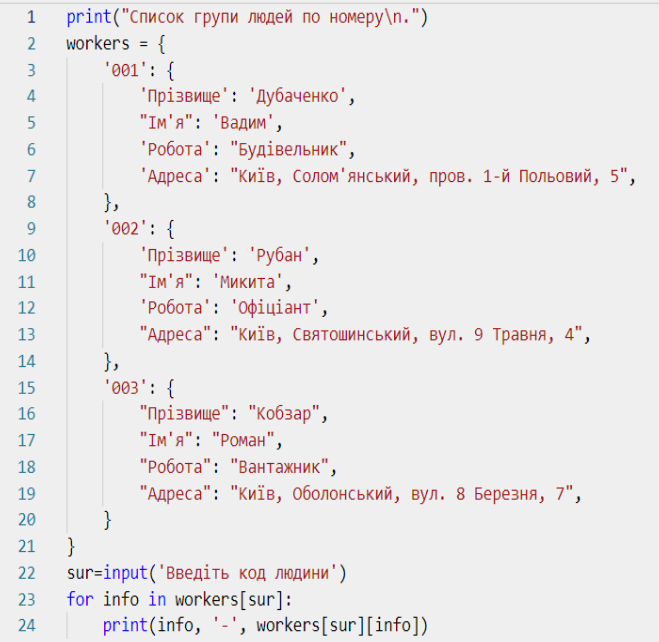 1 print("Список групи людей по номеру\n.")
2 workers = {
3 '001': {
4 'Прізвище': 'Дубаченко',
5 "Ім'я": 'Вадим',
6 'Робота': "Будівельник",
7 'Адреса': "Київ, Солом'янський, пров. 1-й Польовий, 5",
8 },
9 '002': {
10 'Прізвище': 'Рубан',
11 "Ім'я": 'Микита',
12 'Робота': 'Офіціант',
13 "Адреса": "Київ, Святошинський, вул. 9 Травня, 4",
14 },
15 '003': {
16 "Прізвище": "Кобзар",
17 "Ім'я": "Роман",
18 "Робота": "Вантажник",
19 "Адреса": "Київ, Оболонський, вул. 8 Березня, 7",
20 }
21 }
22 sur=input('Введіть код людини')
23 for info in workers[sur]:
24 print(info, '-', workers[sur][info])